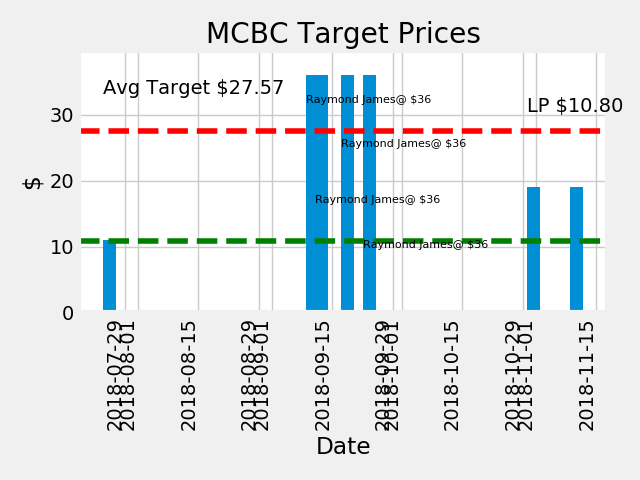 MCBC Target Prices
Avg Target $27.57
LP $10.80
Raymond James@ $36
Raymond James@ $36
Raymond James@ $36
Raymond James@ $36
$
30
20
10
0
2018-07-29
2018-08-01
2018-08-15
2018-08-29
2018-09-01
2018-09-15
2018-09-29
2018-10-01
2018-10-15
2018-10-29
2018-11-01
2018-11-15
Date